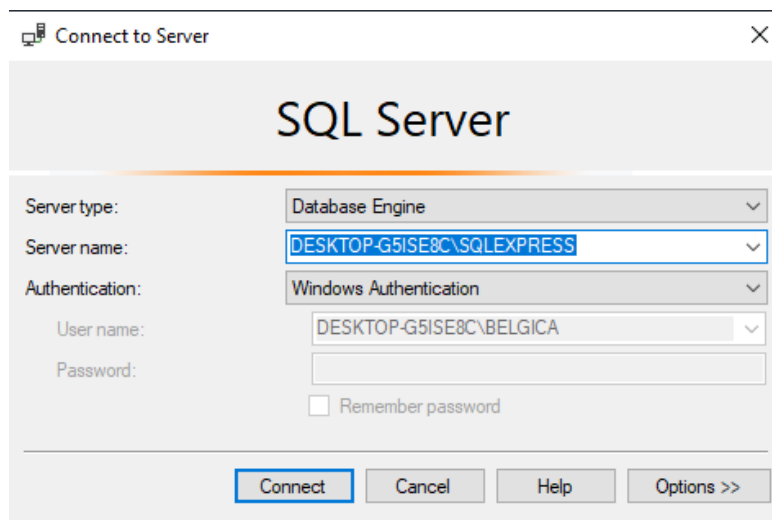 Connect to Server
SQL Server
Server type: Database Engine
Server name: DESKTOP-G5ISE8C\SQLEXPRESS
Authentication: Windows Authentication
User name: DESKTOP-G5ISE8C\BELGICA
Password:
Remember password
Connect Cancel Help Options >>